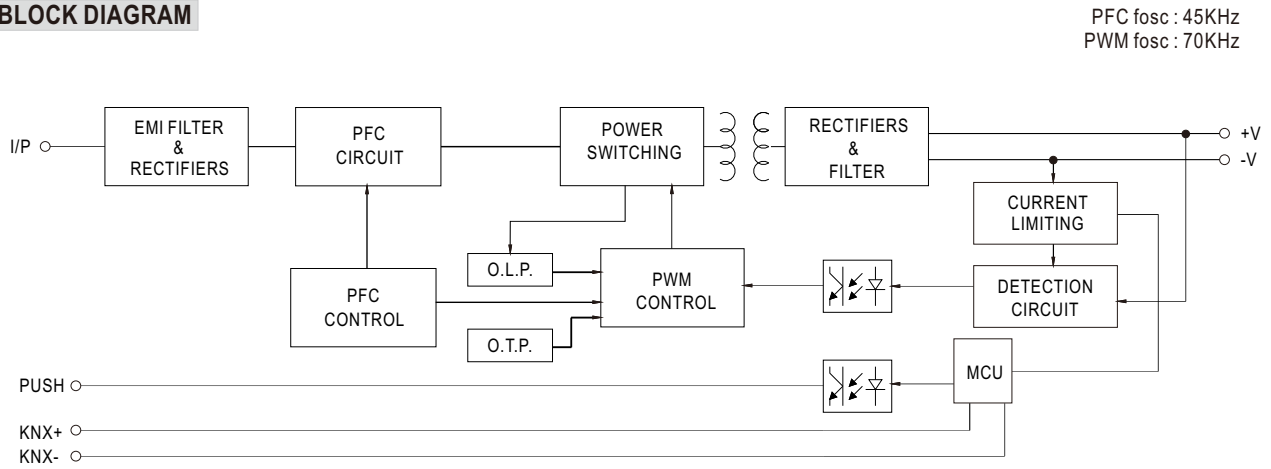 BLOCK DIAGRAM
PFC fosc : 45KHz
PWM fosc : 70KHz
I/P
EMI FILTER
&
RECTIFIERS
PFC
CIRCUIT
POWER
SWITCHING
RECTIFIERS
&
FILTER
+V
-V
CURRENT
LIMITING
O.L.P.
PFC
CONTROL
PWM
CONTROL
DETECTION
CIRCUIT
O.T.P.
MCU
PUSH
KNX+
KNX-